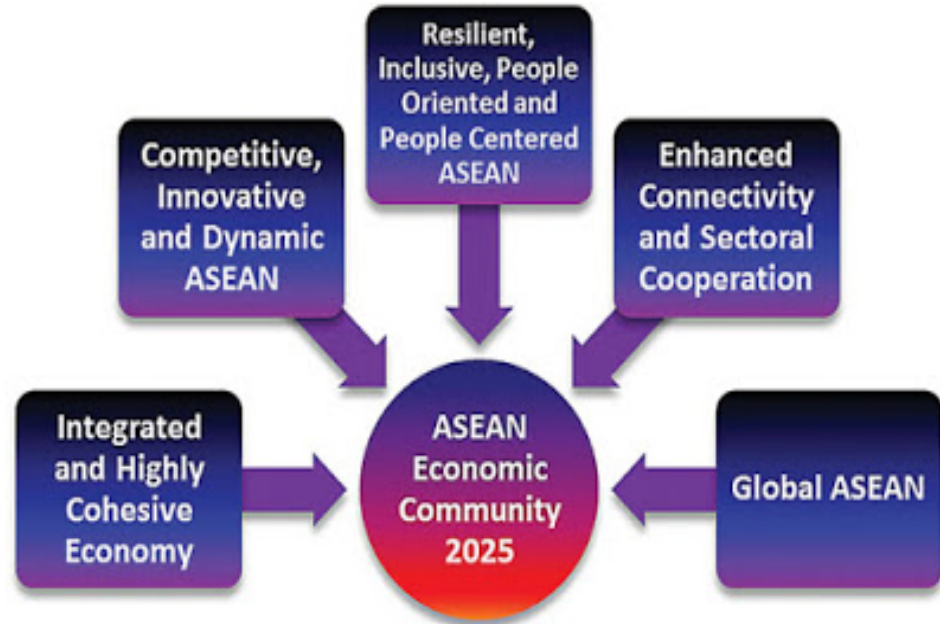 Resilient,
Inclusive, People
Oriented and
People Centered
ASEAN
Competitive,
Innovative
and Dynamic
ASEAN
Enhanced
Connectivity
and Sectoral
Cooperation
Integrated
and Highly
Cohesive
Economy
ASEAN
Economic
Community
2025
Global ASEAN